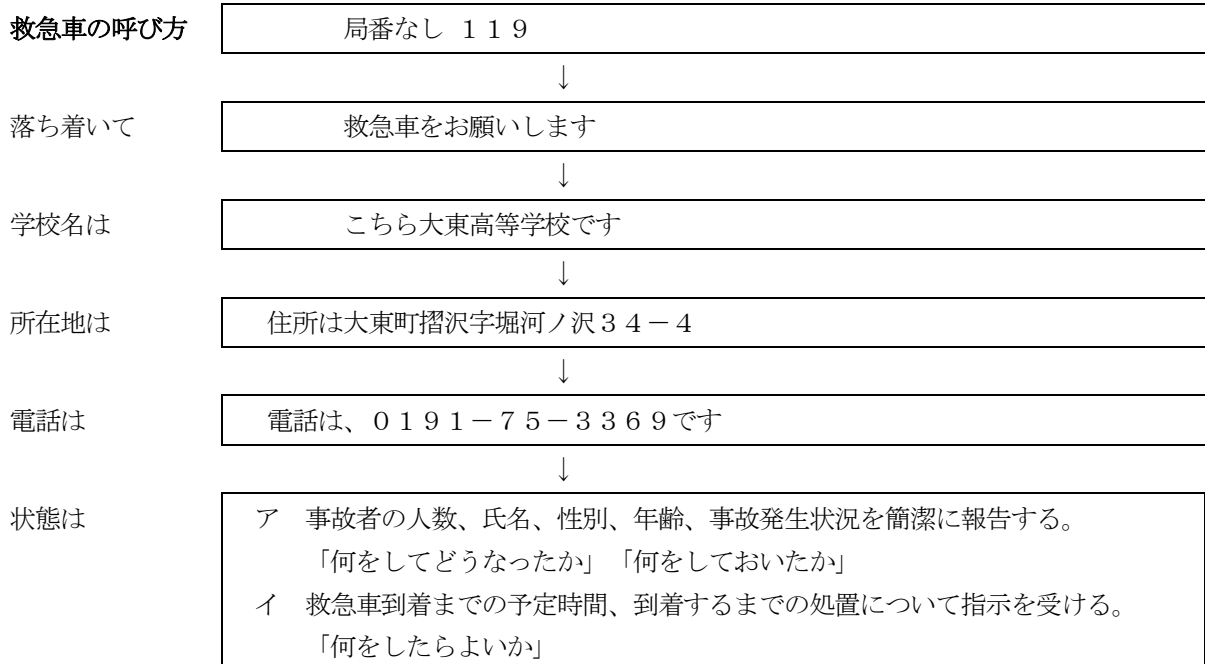 救急車の呼び方 局番なし １１９
↓
落ち着いて 救急車をお願いします
↓
学校名は こちら大東高等学校です
↓
所在地は 住所は大東町摺沢字堀河ノ沢３４－４
↓
電話は 電話は、０１９１－７５－３３６９です
↓
状態は ア 事故者の人数、氏名、性別、年齢、事故発生状況を簡潔に報告する。
「何をしてどうなったか」「何をしておいたか」
イ 救急車到着までの予定時間、到着するまでの処置について指示を受ける。
「何をしたらよいか」